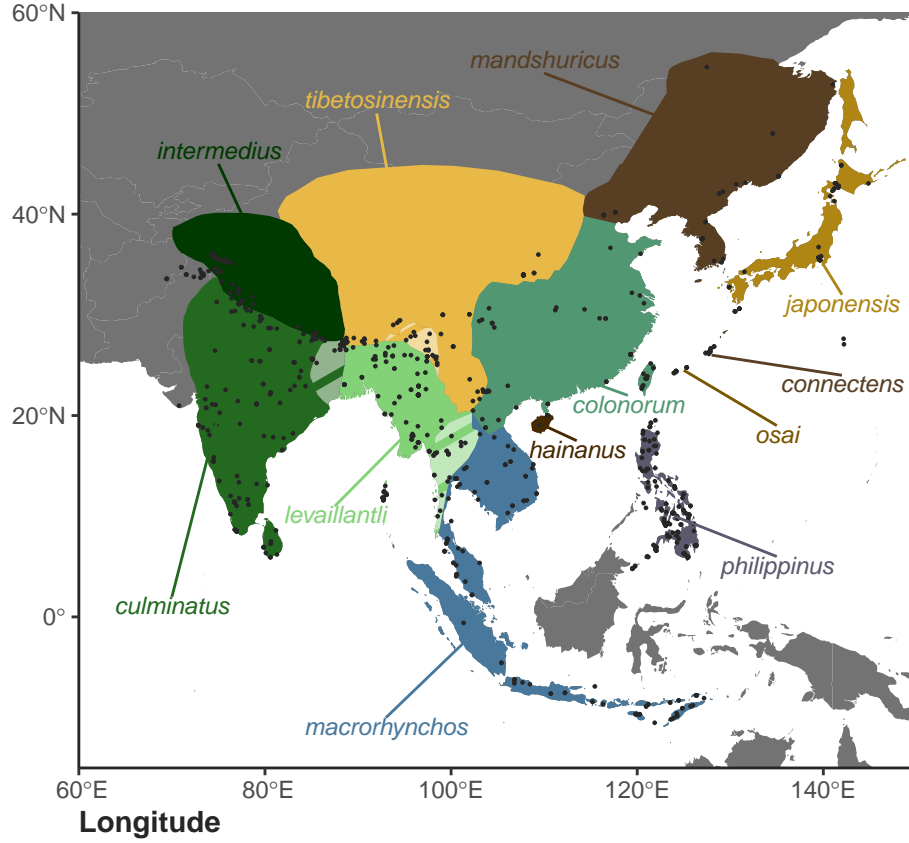 60°N
mandshuricus
tibetosinensis
intermedius
40°N
japonensis
connectens
colonorum
20°N
osai
hainanus
levaillantli
philippinus
culminatus
0°
macrorhynchos
60°E
80°E
100°E
120°E
140°E
Longitude